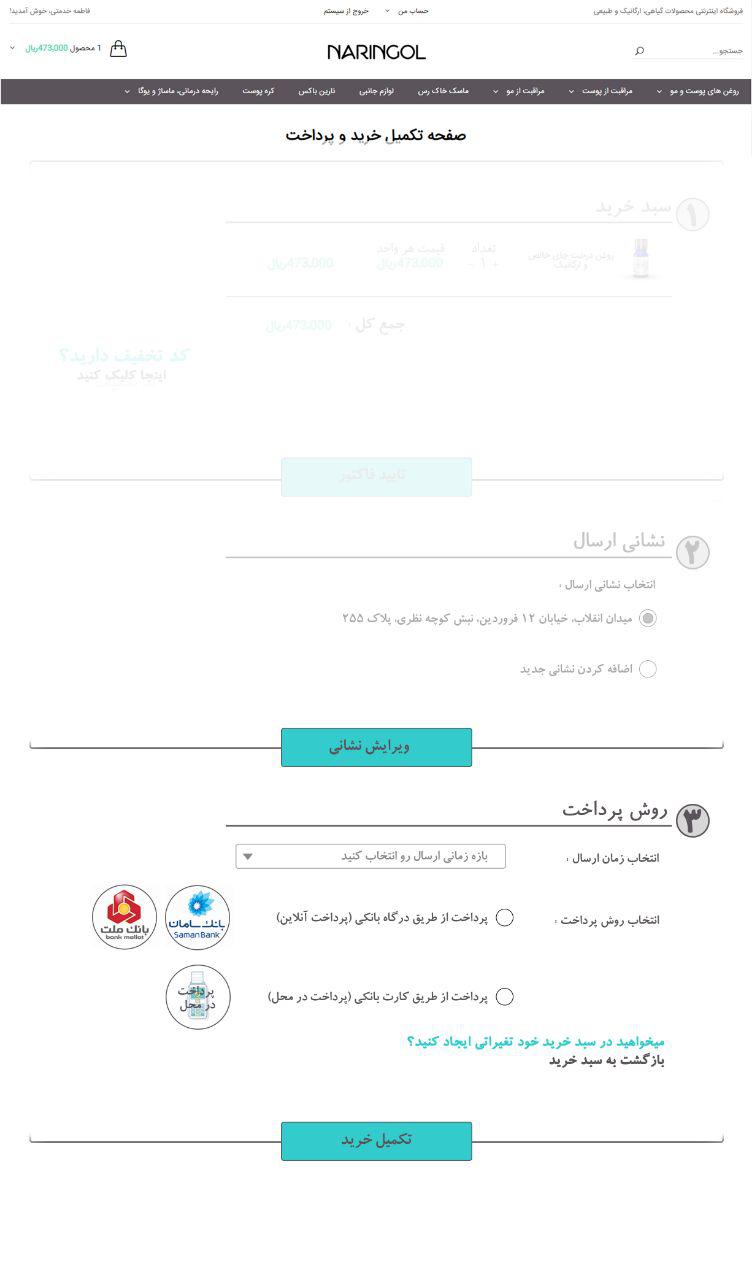 فروشگاه اینترنتی محصولات گیاهی، ارگانیک و طبیعی
حساب من
خروج از سیستم
فاطمه خدمتی، خوش آمدید!
جستجو...
NARINGOL
1 محصول 473,000ریال
روغن های پوست و مو
مراقبت از پوست
مراقبت از مو
ماسک خاک رس
لوازم جانبی
نارین باکس
کره پوست
رایحه درمانی، ماساژ و یوگا
صفحه تکمیل خرید و پرداخت
۱ سبد خرید
تعداد
قیمت هر واحد
روغن درخت چای خالص
و ارگانیک
+ ۱ -
473,000ریال
473,000ریال
جمع کل :
473,000ریال
کد تخفیف دارید؟
اینجا کلیک کنید
تایید فاکتور
۲ نشانی ارسال
انتخاب نشانی ارسال :
میدان انقلاب، خیابان ۱۲ فروردین، نبش کوچه نظری، پلاک ۲۵۵
اضافه کردن نشانی جدید
ویرایش نشانی
۳ روش پرداخت
انتخاب زمان ارسال :
بازه زمانی ارسال رو انتخاب کنید
انتخاب روش پرداخت :
پرداخت از طریق درگاه بانکی (پرداخت آنلاین)
بانک سامان
Saman Bank
بانک ملت
bank mellat
پرداخت از طریق کارت بانکی (پرداخت در محل)
پرداخت
در محل
میخواهید در سبد خرید خود تغیراتی ایجاد کنید؟
بازگشت به سبد خرید
تکمیل خرید